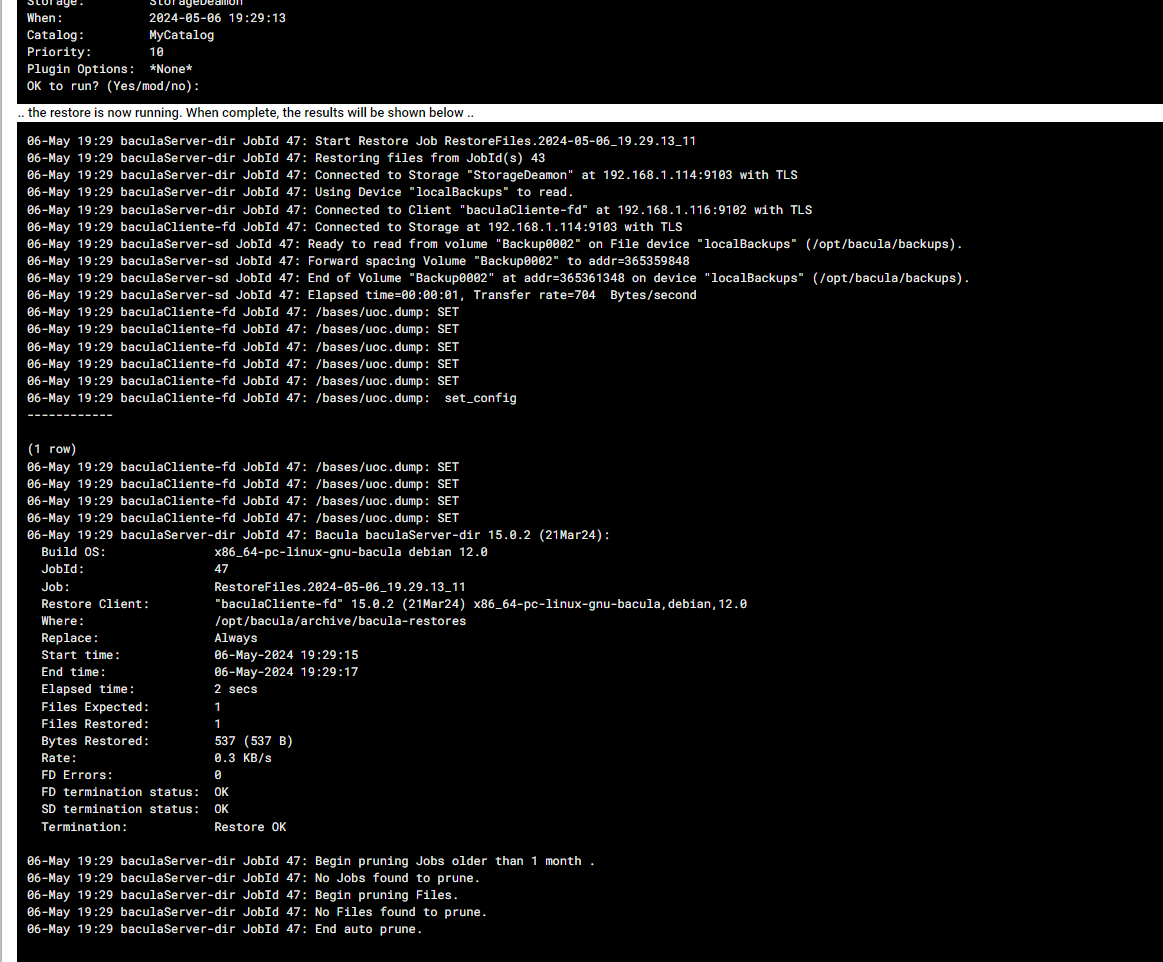 Storage: StorageDeamon
When: 2024-05-06 19:29:13
Catalog: MyCatalog
Priority: 10
Plugin Options: *None*
OK to run? (Yes/mod/no):
.. the restore is now running. When complete, the results will be shown below ..
06-May 19:29 baculaServer-dir JobId 47: Start Restore Job RestoreFiles.2024-05-06_19.29.13_11
06-May 19:29 baculaServer-dir JobId 47: Restoring files from JobId(s) 43
06-May 19:29 baculaServer-dir JobId 47: Connected to Storage "StorageDeamon" at 192.168.1.114:9103 with TLS
06-May 19:29 baculaServer-dir JobId 47: Using Device "localBackups" to read.
06-May 19:29 baculaServer-dir JobId 47: Connected to Client "baculaCliente-fd" at 192.168.1.116:9102 with TLS
06-May 19:29 baculaCliente-fd JobId 47: Connected to Storage at 192.168.1.114:9103 with TLS
06-May 19:29 baculaServer-sd JobId 47: Ready to read from volume "Backup0002" on File device "localBackups" (/opt/bacula/backups).
06-May 19:29 baculaServer-sd JobId 47: Forward spacing Volume "Backup0002" to addr=365359848
06-May 19:29 baculaServer-sd JobId 47: End of Volume "Backup0002" at addr=365361348 on device "localBackups" (/opt/bacula/backups).
06-May 19:29 baculaServer-sd JobId 47: Elapsed time=00:00:01, Transfer rate=704  Bytes/second
06-May 19:29 baculaCliente-fd JobId 47: /bases/uoc.dump: SET
06-May 19:29 baculaCliente-fd JobId 47: /bases/uoc.dump: SET
06-May 19:29 baculaCliente-fd JobId 47: /bases/uoc.dump: SET
06-May 19:29 baculaCliente-fd JobId 47: /bases/uoc.dump: SET
06-May 19:29 baculaCliente-fd JobId 47: /bases/uoc.dump: SET
06-May 19:29 baculaCliente-fd JobId 47: /bases/uoc.dump:  set_config
------------
(1 row)
06-May 19:29 baculaCliente-fd JobId 47: /bases/uoc.dump: SET
06-May 19:29 baculaCliente-fd JobId 47: /bases/uoc.dump: SET
06-May 19:29 baculaCliente-fd JobId 47: /bases/uoc.dump: SET
06-May 19:29 baculaCliente-fd JobId 47: /bases/uoc.dump: SET
06-May 19:29 baculaServer-dir JobId 47: Bacula baculaServer-dir 15.0.2 (21Mar24):
Build OS: x86_64-pc-linux-gnu-bacula debian 12.0
JobId: 47
Job: RestoreFiles.2024-05-06_19.29.13_11
Restore Client: "baculaCliente-fd" 15.0.2 (21Mar24) x86_64-pc-linux-gnu-bacula,debian,12.0
Where: /opt/bacula/archive/bacula-restores
Replace: Always
Start time: 06-May-2024 19:29:15
End time: 06-May-2024 19:29:17
Elapsed time: 2 secs
Files Expected: 1
Files Restored: 1
Bytes Restored: 537 (537 B)
Rate: 0.3 KB/s
FD Errors: 0
FD termination status: OK
SD termination status: OK
Termination: Restore OK
06-May 19:29 baculaServer-dir JobId 47: Begin pruning Jobs older than 1 month .
06-May 19:29 baculaServer-dir JobId 47: No Jobs found to prune.
06-May 19:29 baculaServer-dir JobId 47: Begin pruning Files.
06-May 19:29 baculaServer-dir JobId 47: No Files found to prune.
06-May 19:29 baculaServer-dir JobId 47: End auto prune.